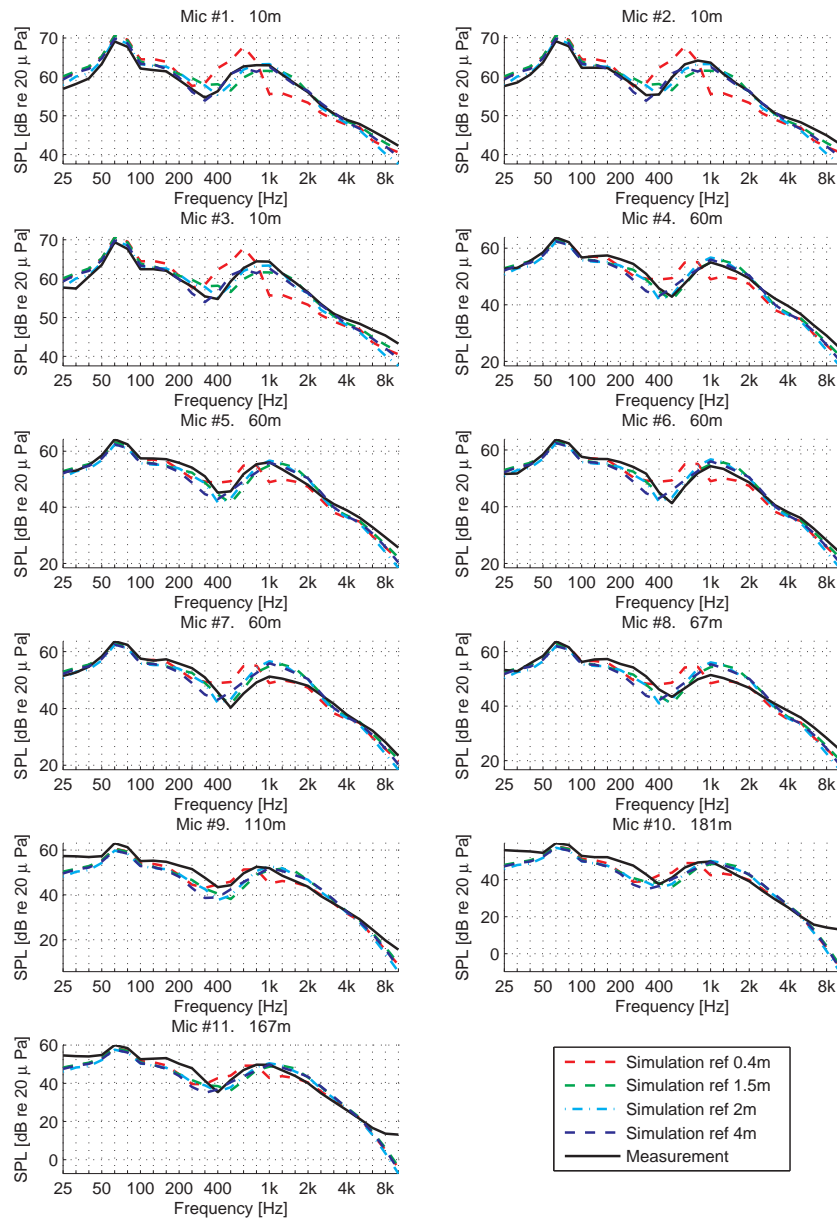 Mic #1. 10m
SPL [dB re 20 μ Pa]
70
60
50
40
25 50 100 200 400 1k 2k 4k 8k
Frequency [Hz]
Mic #2. 10m
SPL [dB re 20 μ Pa]
70
60
50
40
25 50 100 200 400 1k 2k 4k 8k
Frequency [Hz]
Mic #3. 10m
SPL [dB re 20 μ Pa]
70
60
50
40
25 50 100 200 400 1k 2k 4k 8k
Frequency [Hz]
Mic #4. 60m
SPL [dB re 20 μ Pa]
60
40
20
25 50 100 200 400 1k 2k 4k 8k
Frequency [Hz]
Mic #5. 60m
SPL [dB re 20 μ Pa]
60
40
20
25 50 100 200 400 1k 2k 4k 8k
Frequency [Hz]
Mic #6. 60m
SPL [dB re 20 μ Pa]
60
40
20
25 50 100 200 400 1k 2k 4k 8k
Frequency [Hz]
Mic #7. 60m
SPL [dB re 20 μ Pa]
60
40
20
25 50 100 200 400 1k 2k 4k 8k
Frequency [Hz]
Mic #8. 67m
SPL [dB re 20 μ Pa]
60
40
20
25 50 100 200 400 1k 2k 4k 8k
Frequency [Hz]
Mic #9. 110m
SPL [dB re 20 μ Pa]
60
40
20
25 50 100 200 400 1k 2k 4k 8k
Frequency [Hz]
Mic #10. 181m
SPL [dB re 20 μ Pa]
40
20
0
25 50 100 200 400 1k 2k 4k 8k
Frequency [Hz]
Mic #11. 167m
SPL [dB re 20 μ Pa]
60
40
20
0
25 50 100 200 400 1k 2k 4k 8k
Frequency [Hz]
Simulation ref 0.4m
Simulation ref 1.5m
Simulation ref 2m
Simulation ref 4m
Measurement